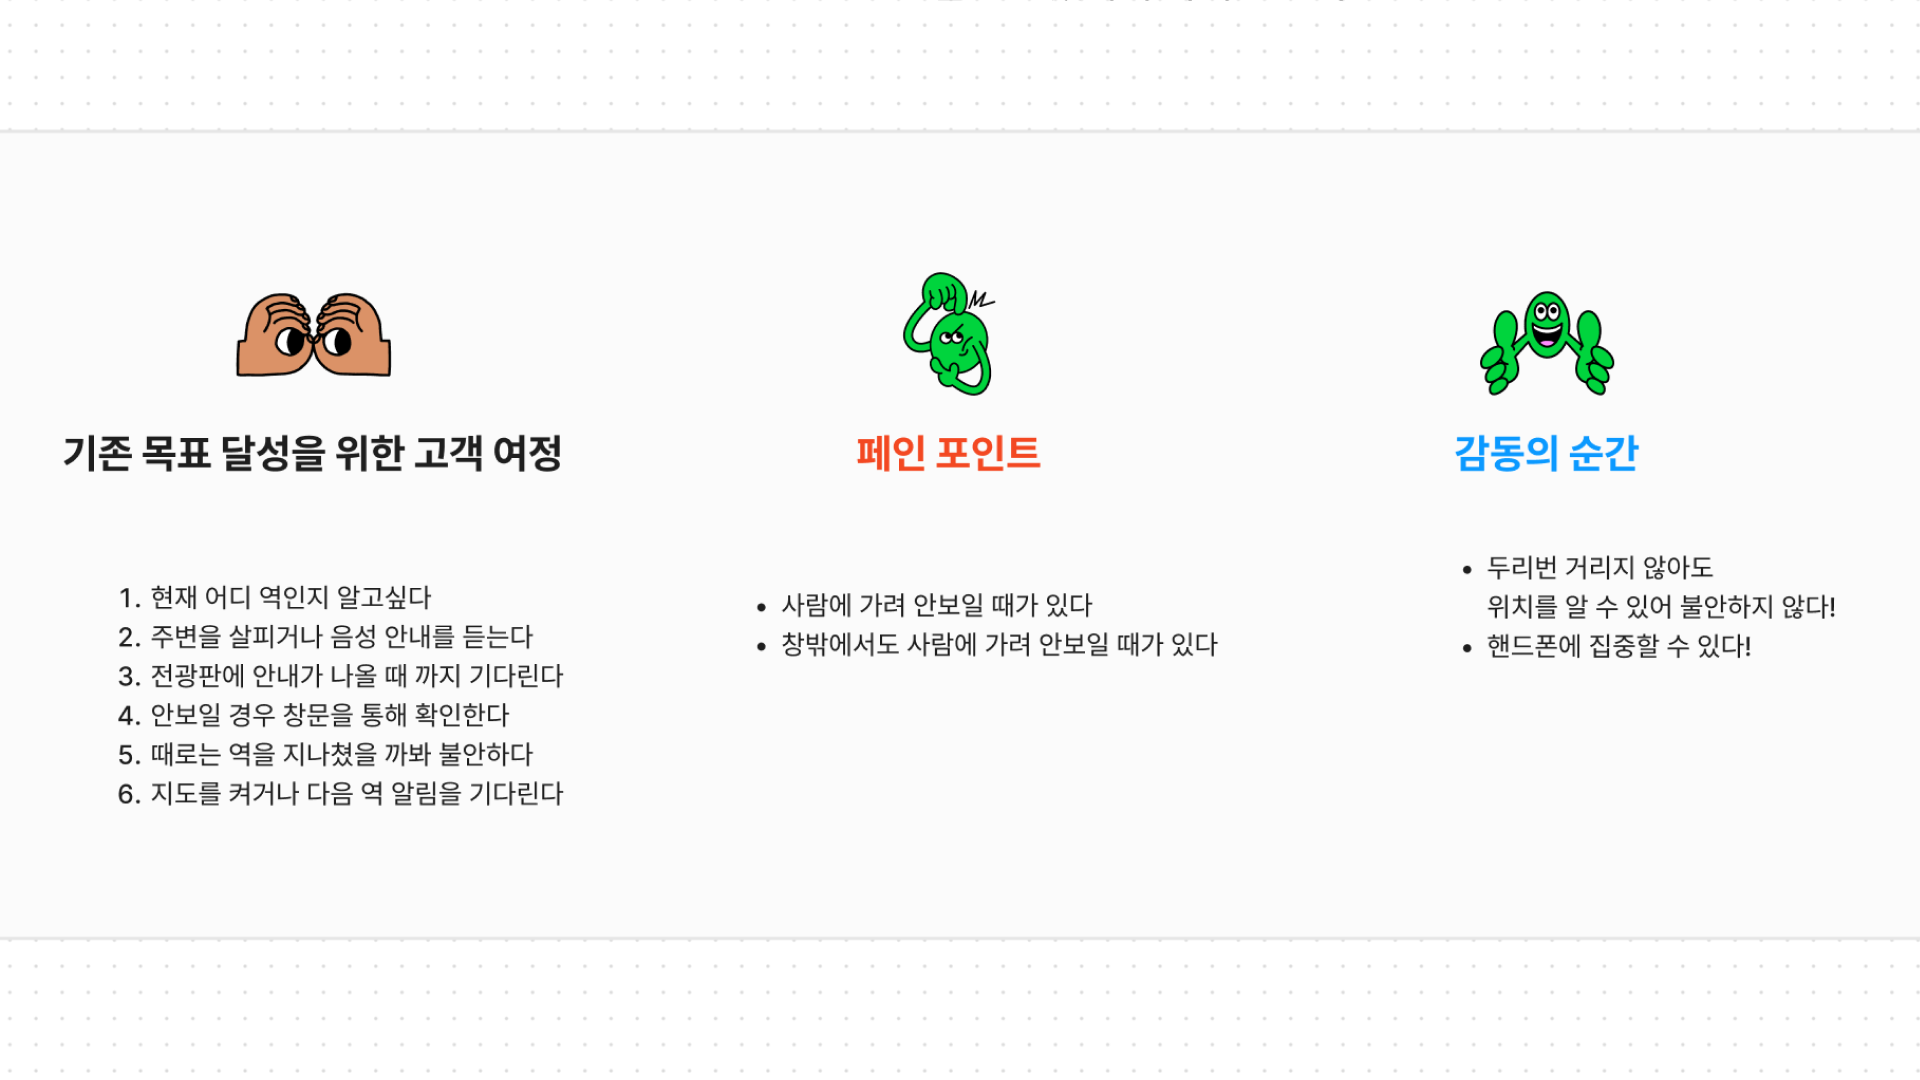 기존 목표 달성을 위한 고객 여정
1. 현재 어디 역인지 알고싶다
2. 주변을 살피거나 음성 안내를 듣는다
3. 전광판에 안내가 나올 때 까지 기다린다
4. 안보일 경우 창문을 통해 확인한다
5. 때로는 역을 지나쳤을 까봐 불안하다
6. 지도를 켜거나 다음 역 알림을 기다린다
페인 포인트
• 사람에 가려 안보일 때가 있다
• 창밖에서도 사람에 가려 안보일 때가 있다
감동의 순간
• 두리번 거리지 않아도
위치를 알 수 있어 불안하지 않다!
• 핸드폰에 집중할 수 있다!